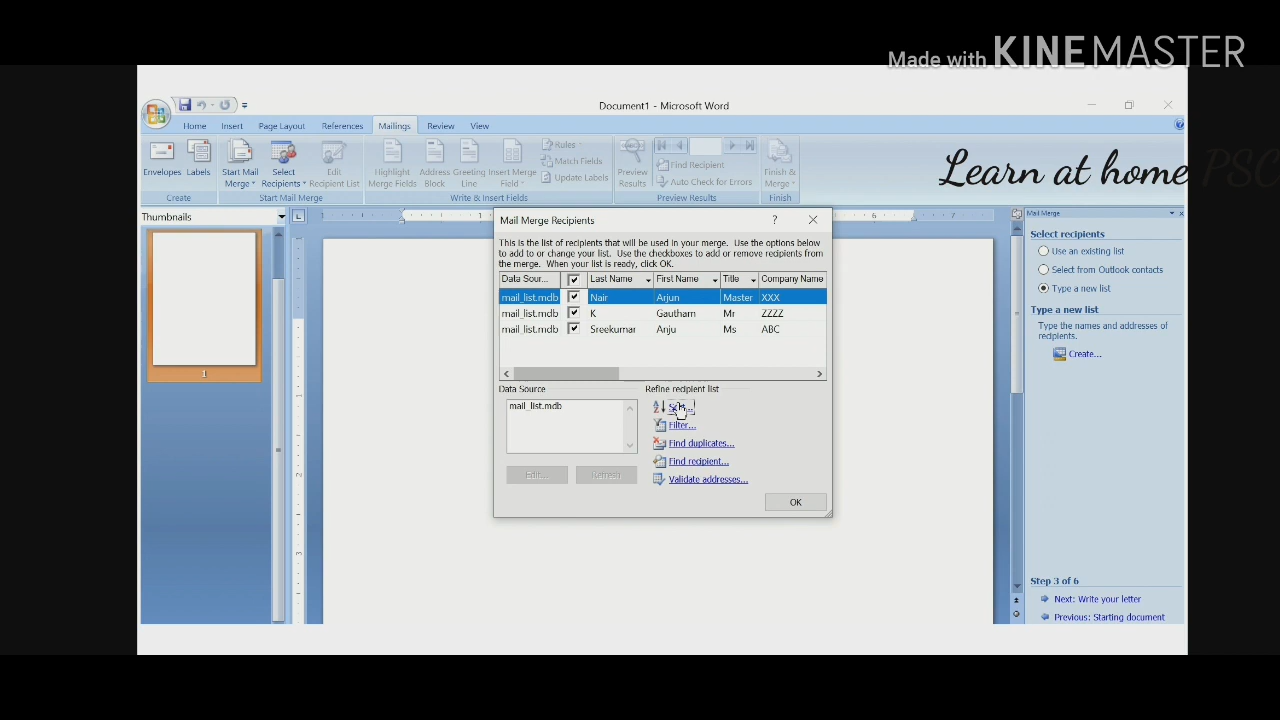 Made with KINEMASTER
Document1 - Microsoft Word
Home Insert Page Layout References Mailings Review View
Learn at home PSC
Envelopes Labels Start Mail Merge Select Recipients Edit Recipient List Highlight Merge Fields Address Block Greeting Line Insert Merge Field Rules Match Fields Update Labels Preview Results Find Recipient Auto Check for Errors Finish & Merge
Create Start Mail Merge Write & Insert Fields Preview Results Finish
Thumbnails
1
Mail Merge Recipients
This is the list of recipients that will be used in your merge. Use the options below
to add to or change your list. Use the checkboxes to add or remove recipients from
the merge. When your list is ready, click OK.
Data Sour... Last Name First Name Title Company Name
mail_list.mdb Nair Arjun Master XXX
mail_list.mdb K Gautham Mr ZZZZ
mail_list.mdb Sreekumar Anju Ms ABC
Data Source
mail_list.mdb
Edit... Refresh
Refine recipient list
Filter...
Find duplicates...
Find recipient...
Validate addresses...
OK
Mail Merge
Select recipients
Use an existing list
Select from Outlook contacts
Type a new list
Type a new list
Type the names and addresses of
recipients.
Create...
Step 3 of 6
Next: Write your letter
Previous: Starting document